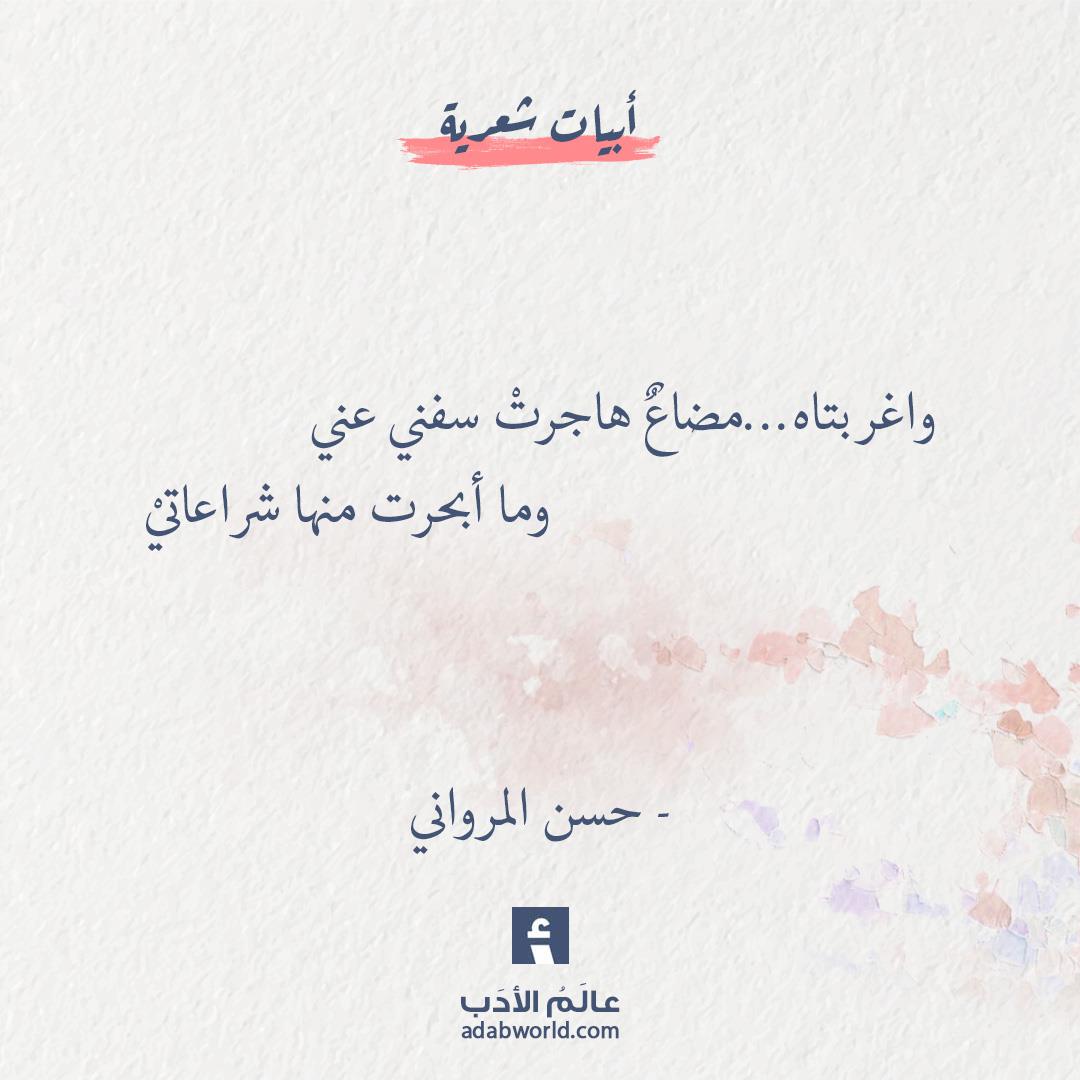 أبيات شعرية
واغربتاه...مضاعٌ هاجرتْ سفني عني
وما أبحرت منها شراعاتيْ
- حسن المرواني
أ
عالَمُ الأدَب
adabworld.com